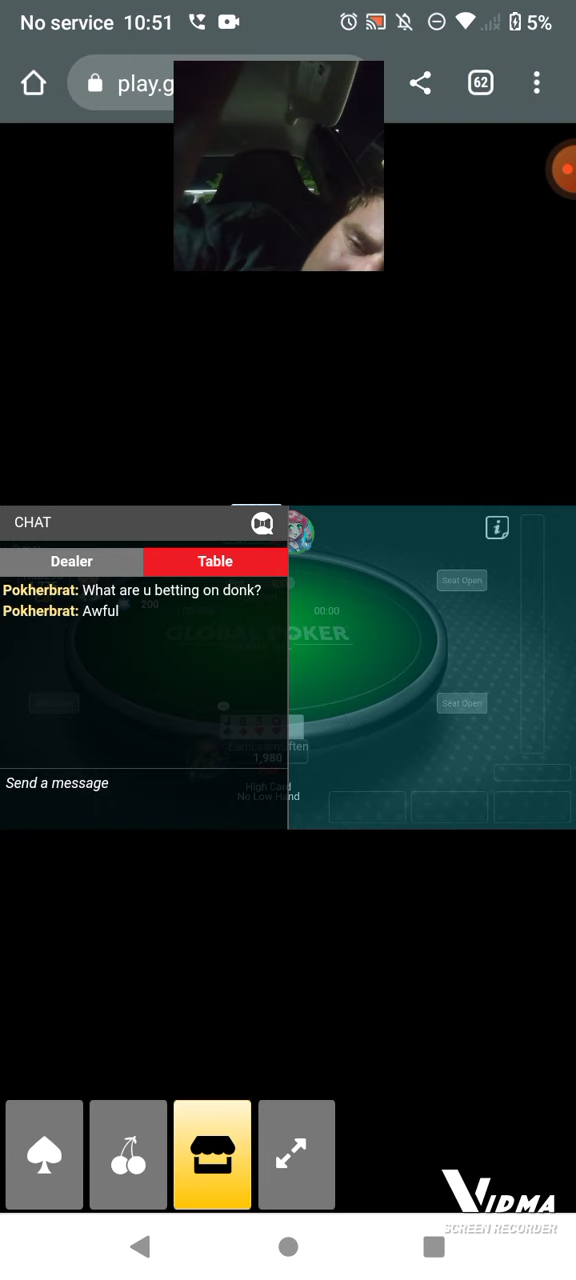 No service 10:51
5%
play.g
62
CHAT
Dealer
Table
Pokherbrat: What are u betting on donk?
Pokherbrat: Awful
200
00:00
GLOBAL POKER
Seat Open
Seat Open
1,980
High Card
No Low Hand
Send a message
VIDMA
SCREEN RECORDER